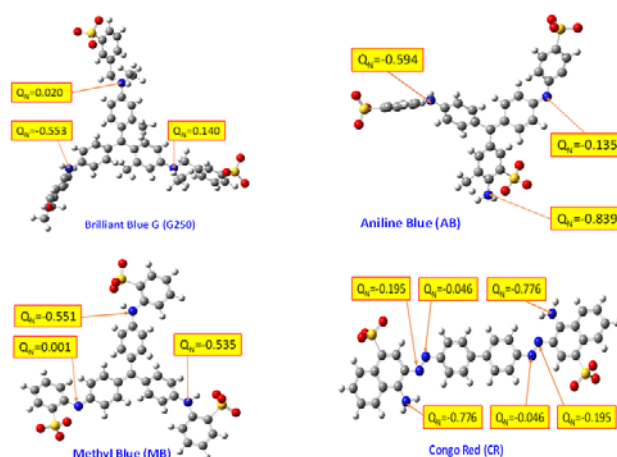 Q_N=0.020
Q_N=-0.553
Q_N=0.140
Brilliant Blue G (G250)
Q_N=-0.594
Q_N=-0.135
Q_N=-0.839
Aniline Blue (AB)
Q_N=-0.551
Q_N=0.001
Q_N=-0.535
Methyl Blue (MB)
Q_N=-0.195
Q_N=-0.046
Q_N=-0.776
Q_N=-0.776
Q_N=-0.046
Q_N=-0.195
Congo Red (CR)